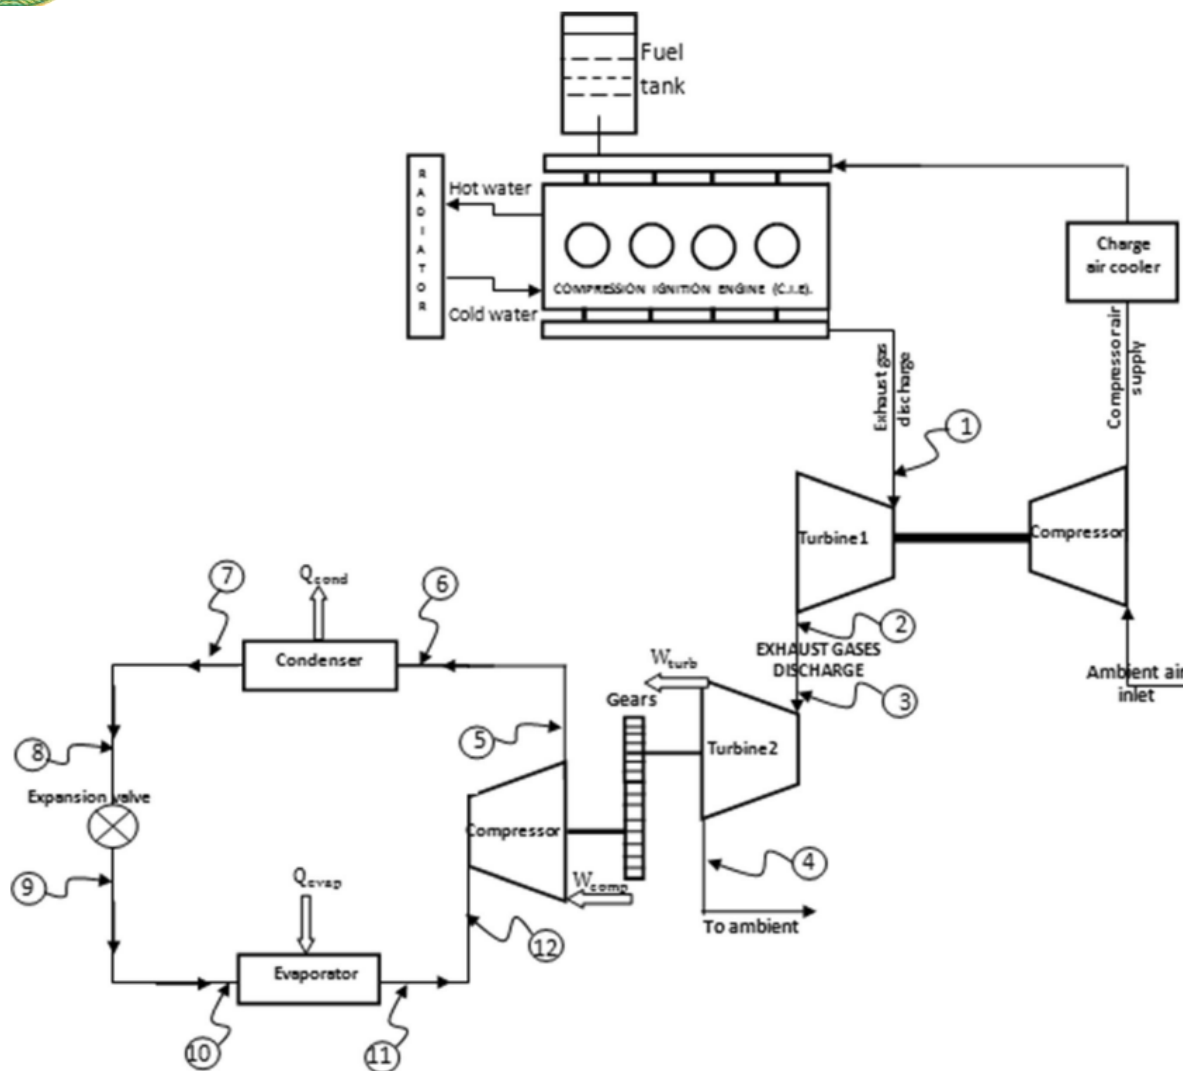 Fuel
tank
RADIATOR
Hot water
Cold water
COMPRESSION IGNITION ENGINE (C.I.E).
Charge
air cooler
Compressor air
supply
Exhaust gas
discharge
1
Turbine1
Compressor
2
EXHAUST GASES
DISCHARGE
3
Ambient air
inlet
7
Qcond
6
Condenser
Wturb
Gears
Turbine2
5
8
Expansion valve
Compressor
4
9
Qevap
Wcomp
To ambient
12
Evaporator
10
11